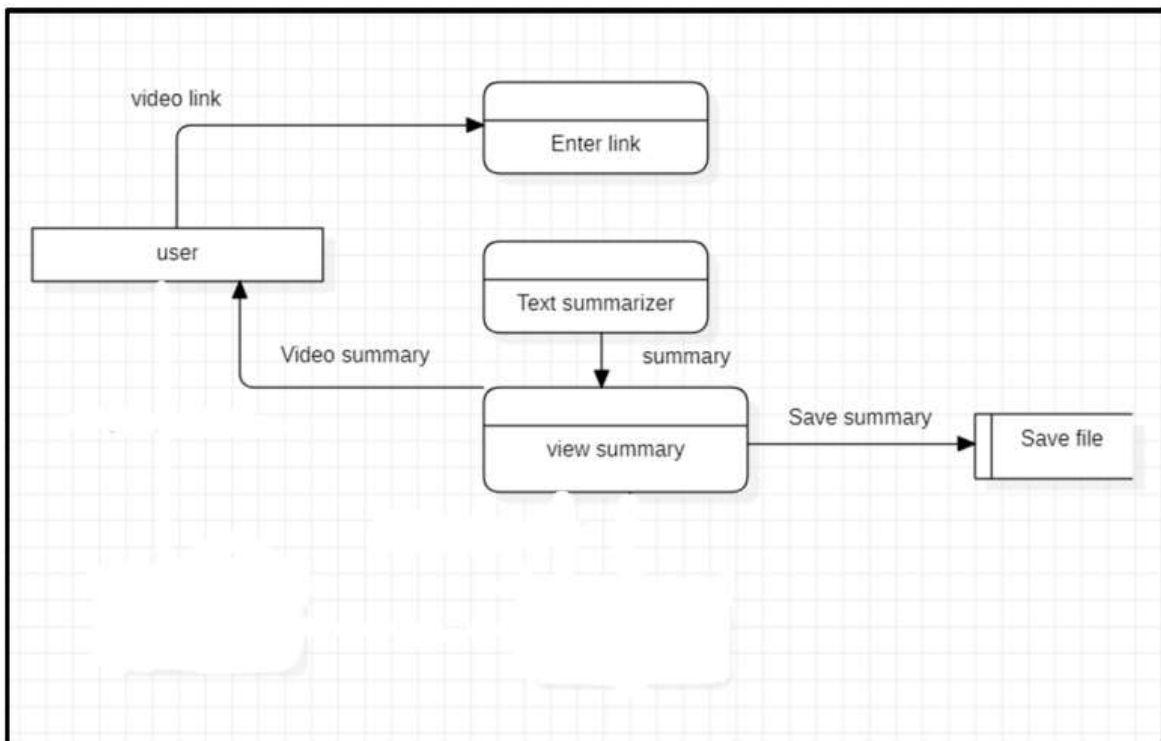 video link
Enter link
user
Text summarizer
Video summary
summary
Save summary
Save file
view summary